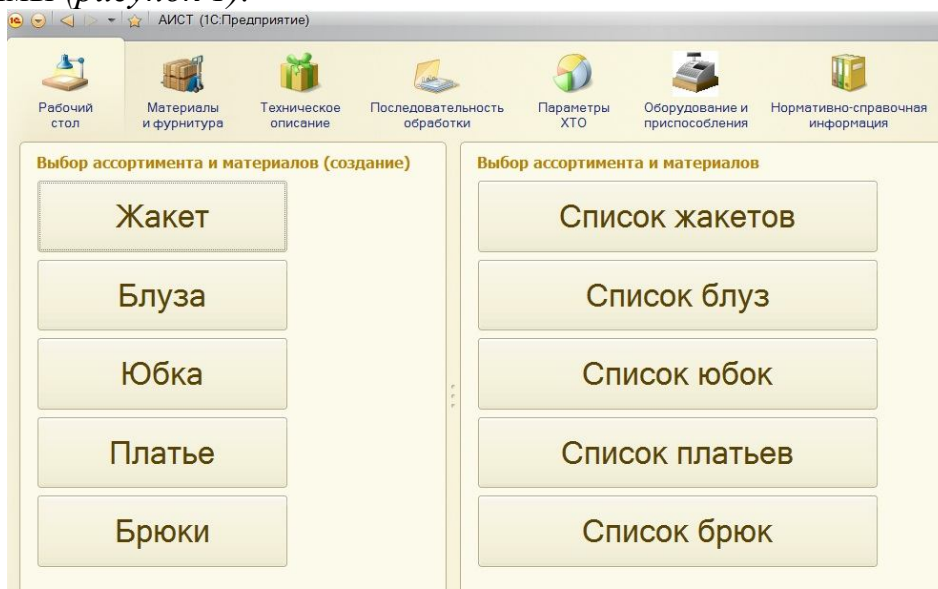 (рисунок 1).
АИСТ (1С:Предприятие)
Рабочий стол
Материалы и фурнитура
Техническое описание
Последовательность обработки
Параметры ХТО
Оборудование и приспособления
Нормативно-справочная информация
Выбор ассортимента и материалов (создание)
Жакет
Блуза
Юбка
Платье
Брюки
Выбор ассортимента и материалов
Список жакетов
Список блуз
Список юбок
Список платьев
Список брюк